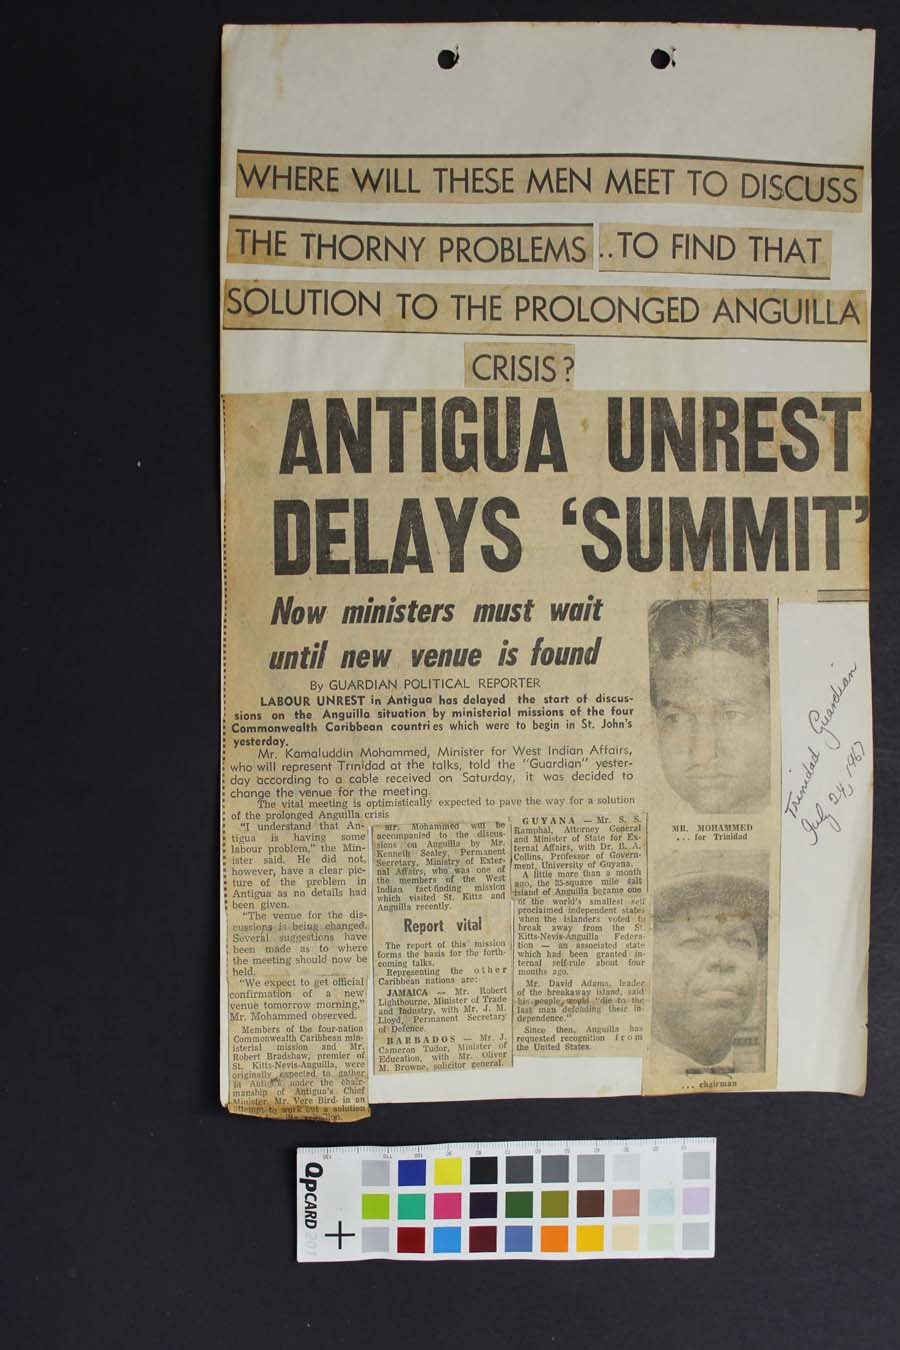 WHERE WILL THESE MEN MEET TO DISCUSS
THE THORNY PROBLEMS ..TO FIND THAT
SOLUTION TO THE PROLONGED ANGUILLA
CRISIS?
ANTIGUA UNREST
DELAYS ‘SUMMIT’
Now ministers must wait
until new venue is found
By GUARDIAN POLITICAL REPORTER
LABOUR UNREST in Antigua has delayed the start of discus-
sions on the Anguilla situation by ministerial missions of the four
Commonwealth Caribbean countries which were to begin in St. John's
yesterday.
Mr. Kamaluddin Mohammed, Minister for West Indian Affairs,
who will represent Trinidad at the talks, told the "Guardian" yester-
day according to a cable received on Saturday, it was decided to
change the venue for the meeting.
The vital meeting is optimistically expected to pave the way for a solution
of the prolonged Anguilla crisis
"I understand that An-
tigua is having some
labour problem," the Min-
ister said. He did not,
however, have a clear pic-
ture of the problem in
Antigua as no details had
been given.
"The venue for the dis-
cussions is being changed.
Several suggestions have
been made as to where
the meeting should now be
held.
"We expect to get official
confirmation of a new
venue tomorrow morning,"
Mr. Mohammed observed.
Members of the four-nation
Commonwealth Caribbean min-
isterial mission and Mr.
Robert Bradshaw, premier of
St. Kitts-Nevis-Anguilla, were
originally expected to gather
in Antigua under the chair-
manship of Antigua's Chief
Minister, Mr. Vere Bird, in an
attempt to work out a solution
Mr. Mohammed will be
accompanied to the discus-
sions on Anguilla by Mr.
Kenneth Sealey, Permanent
Secretary, Ministry of Exter-
nal Affairs, who was one of
the members of the West
Indian fact-finding mission
which visited St. Kitts and
Anguilla recently.
Report vital
The report of this mission
forms the basis for the forth-
coming talks.
Representing the other
Caribbean nations are:
JAMAICA — Mr. Robert
Lightbourne, Minister of Trade
and Industry, with Mr. J. M.
Lloyd, Permanent Secretary
of Defence.
BARBADOS — Mr. J.
Cameron Tudor, Minister of
Education, with Mr. Oliver
M. Browne, solicitor general.
GUYANA — Mr. S. S.
Ramphal, Attorney General
and Minister of State for Ex-
ternal Affairs, with Dr. B. A.
Collins, Professor of Govern-
ment, University of Guyana.
A little more than a month
ago, the 35-square mile salt
island of Anguilla became one
of the world's smallest self
proclaimed independent states
when the islanders voted to
break away from the St.
Kitts-Nevis-Anguilla Federa-
tion — an associated state
which had been granted in-
ternal self-rule about four
months ago.
Mr. David Adams, leader
of the breakaway island, said
his people would "die to the
last man defending their in-
dependence."
Since then, Anguilla has
requested recognition from
the United States.
MR. MOHAMMED
... for Trinidad
... chairman
Trinidad Guardian
July 24, 1967
QPCARD 201